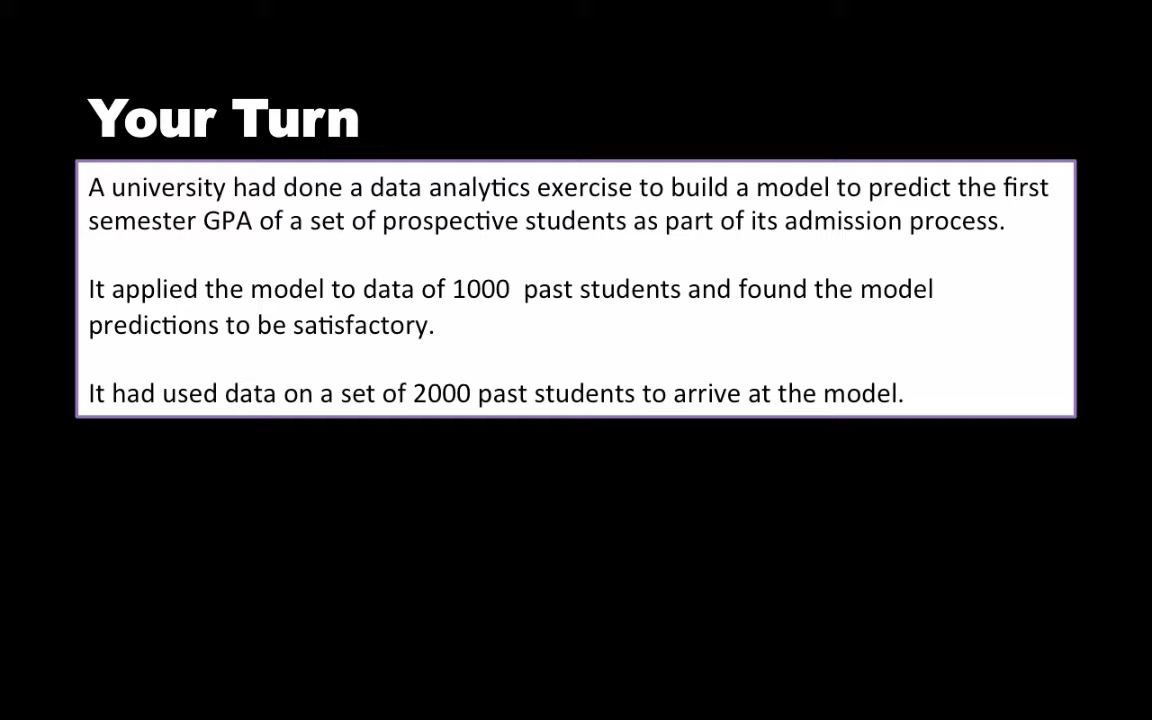 Your Turn
A university had done a data analytics exercise to build a model to predict the first
semester GPA of a set of prospective students as part of its admission process.
It applied the model to data of 1000  past students and found the model
predictions to be satisfactory.
It had used data on a set of 2000 past students to arrive at the model.